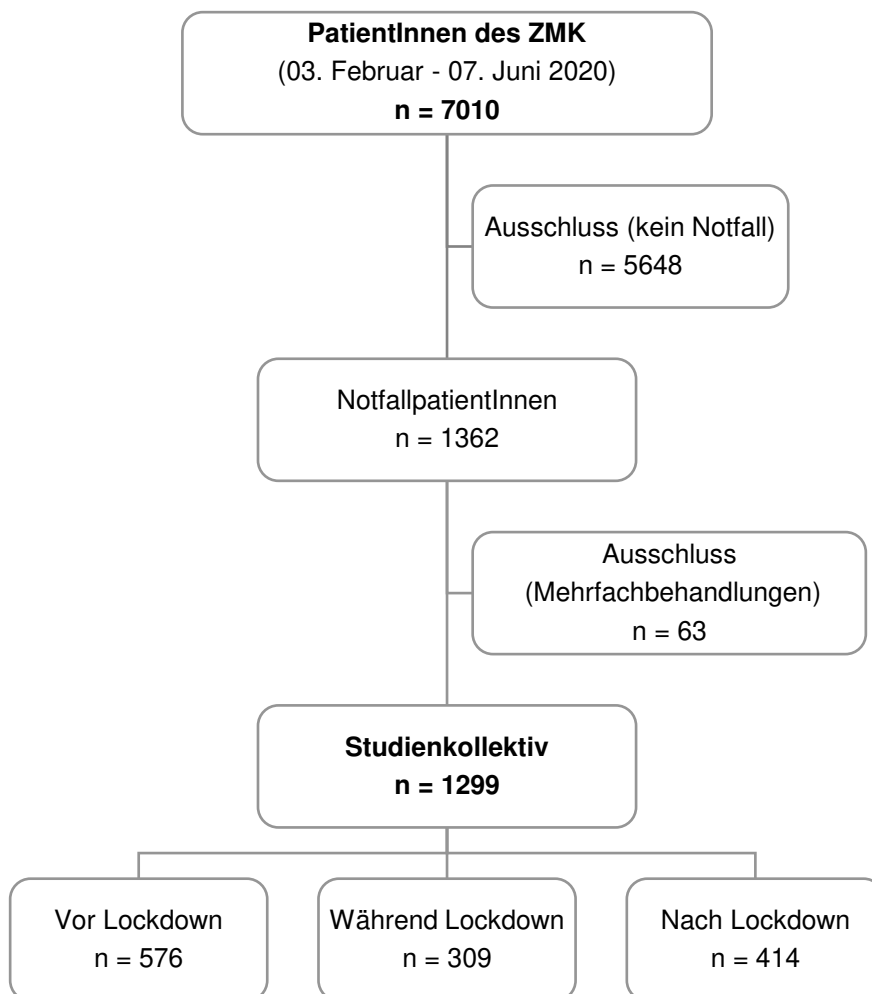 PatientInnen des ZMK
(03. Februar - 07. Juni 2020)
n = 7010
Ausschluss (kein Notfall)
n = 5648
NotfallpatientInnen
n = 1362
Ausschluss
(Mehrfachbehandlungen)
n = 63
Studienkollektiv
n = 1299
Vor Lockdown
n = 576
Während Lockdown
n = 309
Nach Lockdown
n = 414